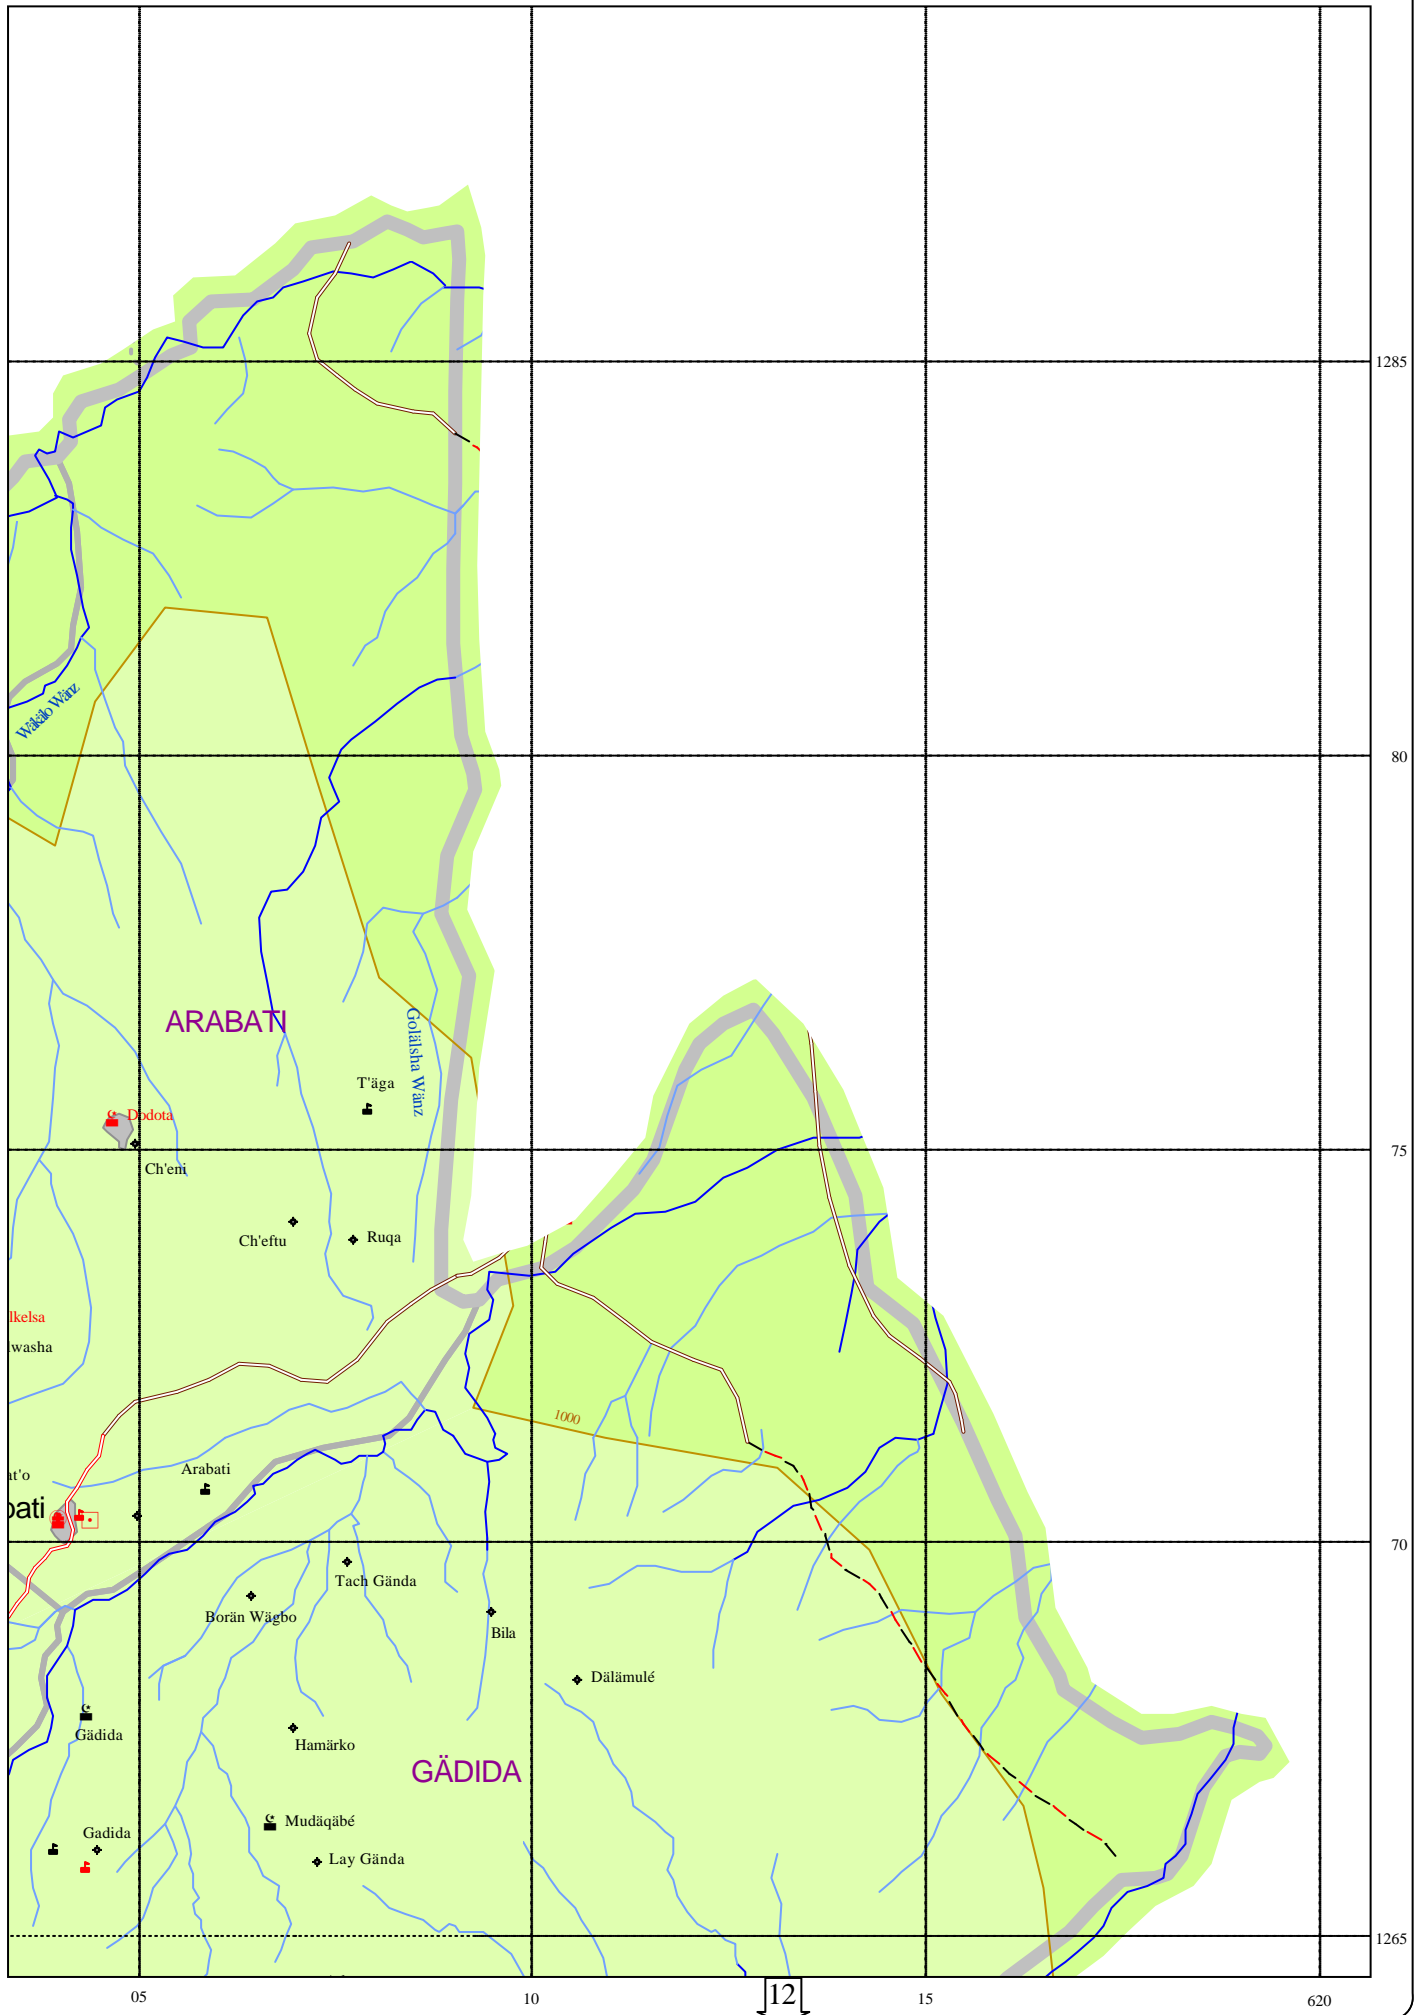 1285
Wäkälo Wänz
80
ARABATI
Golälsha Wänz
T'äga
Dodota
75
Ch'eni
Ch'eftu
Ruqa
lkelsa
lwasha
1000
at'o
Arabati
bati
70
Tach Gända
Borän Wägbo
Bila
Dälämulé
Gädida
Hamärko
GÄDIDA
Mudäqäbé
Gadida
Lay Gända
1265
05
10
12
15
620